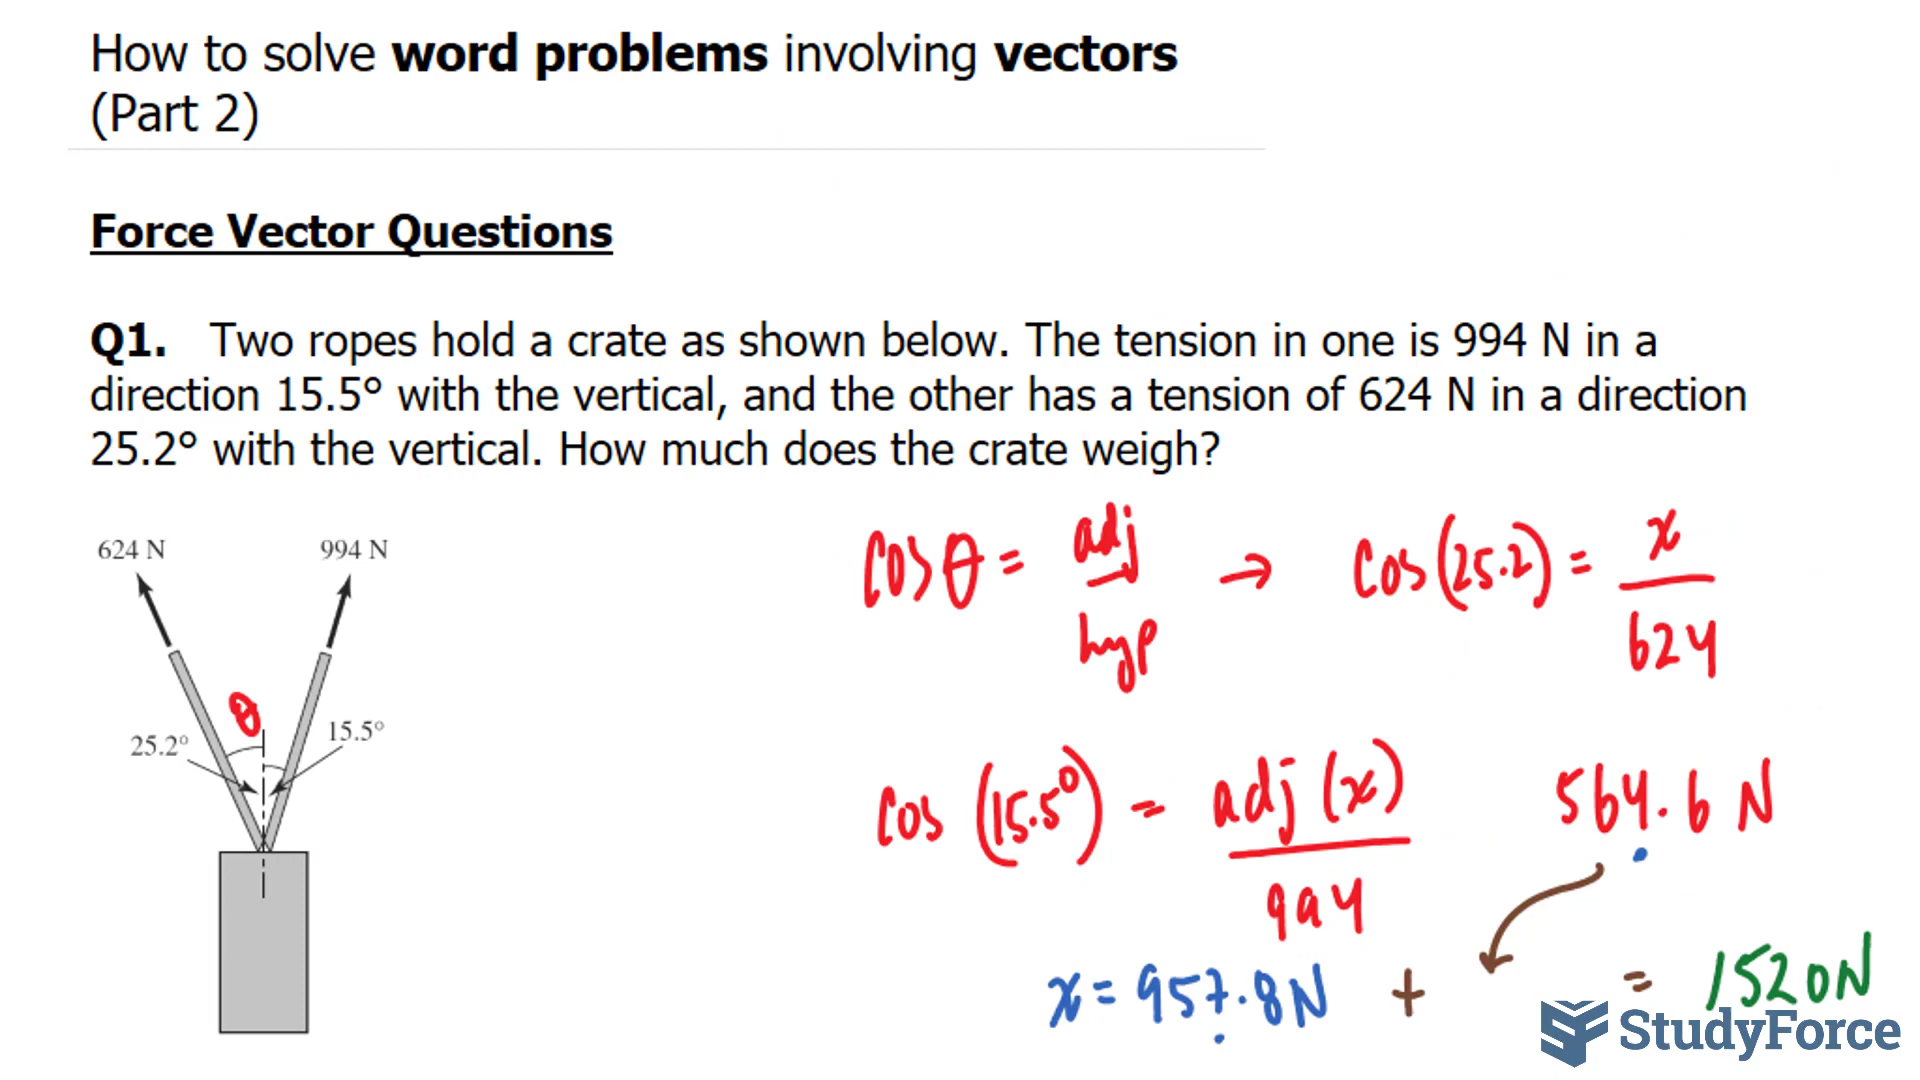 How to solve word problems involving vectors
(Part 2)
Force Vector Questions
Q1. Two ropes hold a crate as shown below. The tension in one is 994 N in a
direction 15.5° with the vertical, and the other has a tension of 624 N in a direction
25.2° with the vertical. How much does the crate weigh?
624 N 994 N
θ
25.2° 15.5°
cos θ = adj/hyp → cos(25.2) = x/624
cos (15.5°) = adj (x)/994
564.6 N
x = 957.8 N + = 1520 N
StudyForce